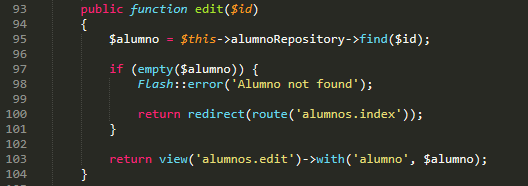 93 public function edit($id)
94 {
95 $alumno = $this->alumnoRepository->find($id);
96
97 if (empty($alumno)) {
98 Flash::error('Alumno not found');
99
100 return redirect(route('alumnos.index'));
101 }
102
103 return view('alumnos.edit')->with('alumno', $alumno);
104 }